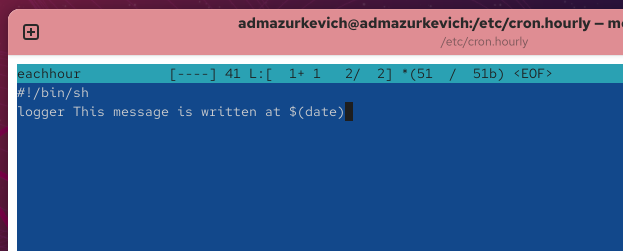 admazurkevich@admazurkevich:/etc/cron.hourly —
/etc/cron.hourly
eachhour [----] 41 L:[ 1+ 1 2/ 2] *(51 / 51b) <EOF>
#!/bin/sh
logger This message is written at $(date)